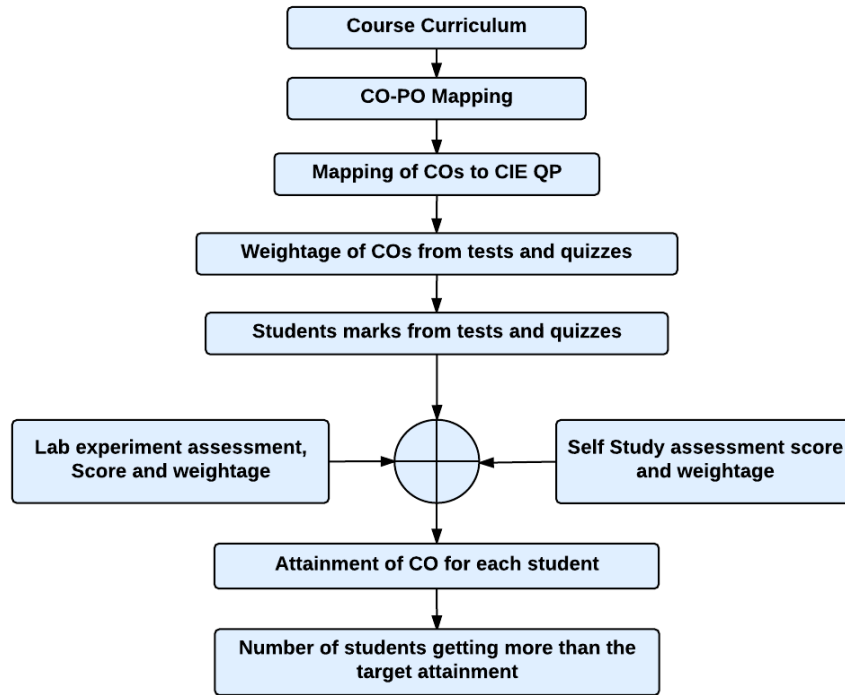 Course Curriculum
CO-PO Mapping
Mapping of COs to CIE QP
Weightage of COs from tests and quizzes
Students marks from tests and quizzes
Lab experiment assessment,
Score and weightage
Self Study assessment score
and weightage
Attainment of CO for each student
Number of students getting more than the
target attainment